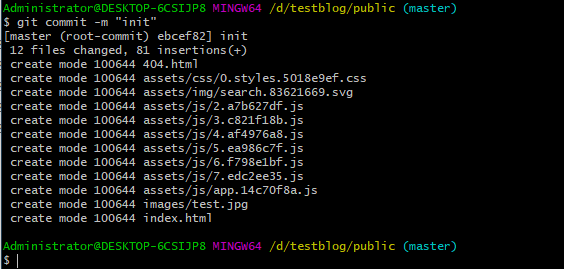 Administrator@DESKTOP-6CSIJP8 MINGW64 /d/testblog/public (master)
$ git commit -m "init"
[master (root-commit) ebcef82] init
 12 files changed, 81 insertions(+)
 create mode 100644 404.html
 create mode 100644 assets/css/0.styles.5018e9ef.css
 create mode 100644 assets/img/search.83621669.svg
 create mode 100644 assets/js/2.a7b627df.js
 create mode 100644 assets/js/3.c821f18b.js
 create mode 100644 assets/js/4.af4976a8.js
 create mode 100644 assets/js/5.ea986c7f.js
 create mode 100644 assets/js/6.f798e1bf.js
 create mode 100644 assets/js/7.edc2ee35.js
 create mode 100644 assets/js/app.14c70f8a.js
 create mode 100644 images/test.jpg
 create mode 100644 index.html
Administrator@DESKTOP-6CSIJP8 MINGW64 /d/testblog/public (master)
$